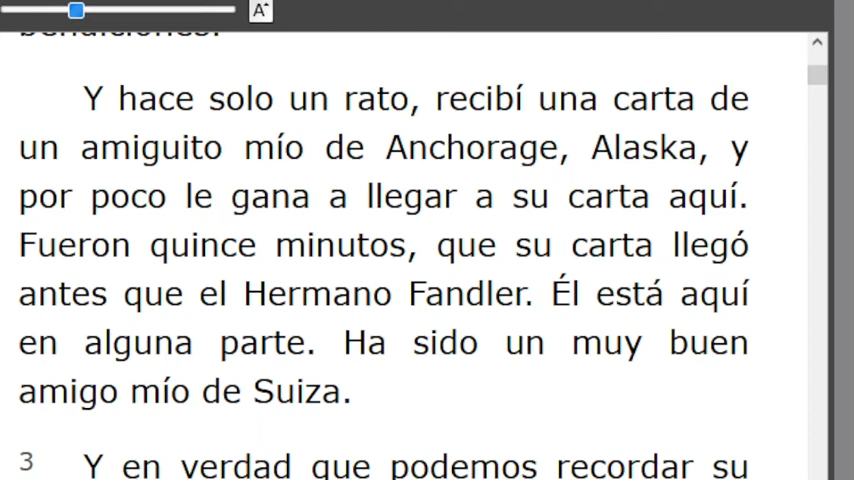 A
bendiciones.
Y hace solo un rato, recibí una carta de
un amiguito mío de Anchorage, Alaska, y
por poco le gana a llegar a su carta aquí.
Fueron quince minutos, que su carta llegó
antes que el Hermano Fandler. Él está aquí
en alguna parte. Ha sido un muy buen
amigo mío de Suiza.
3 Y en verdad que podemos recordar su